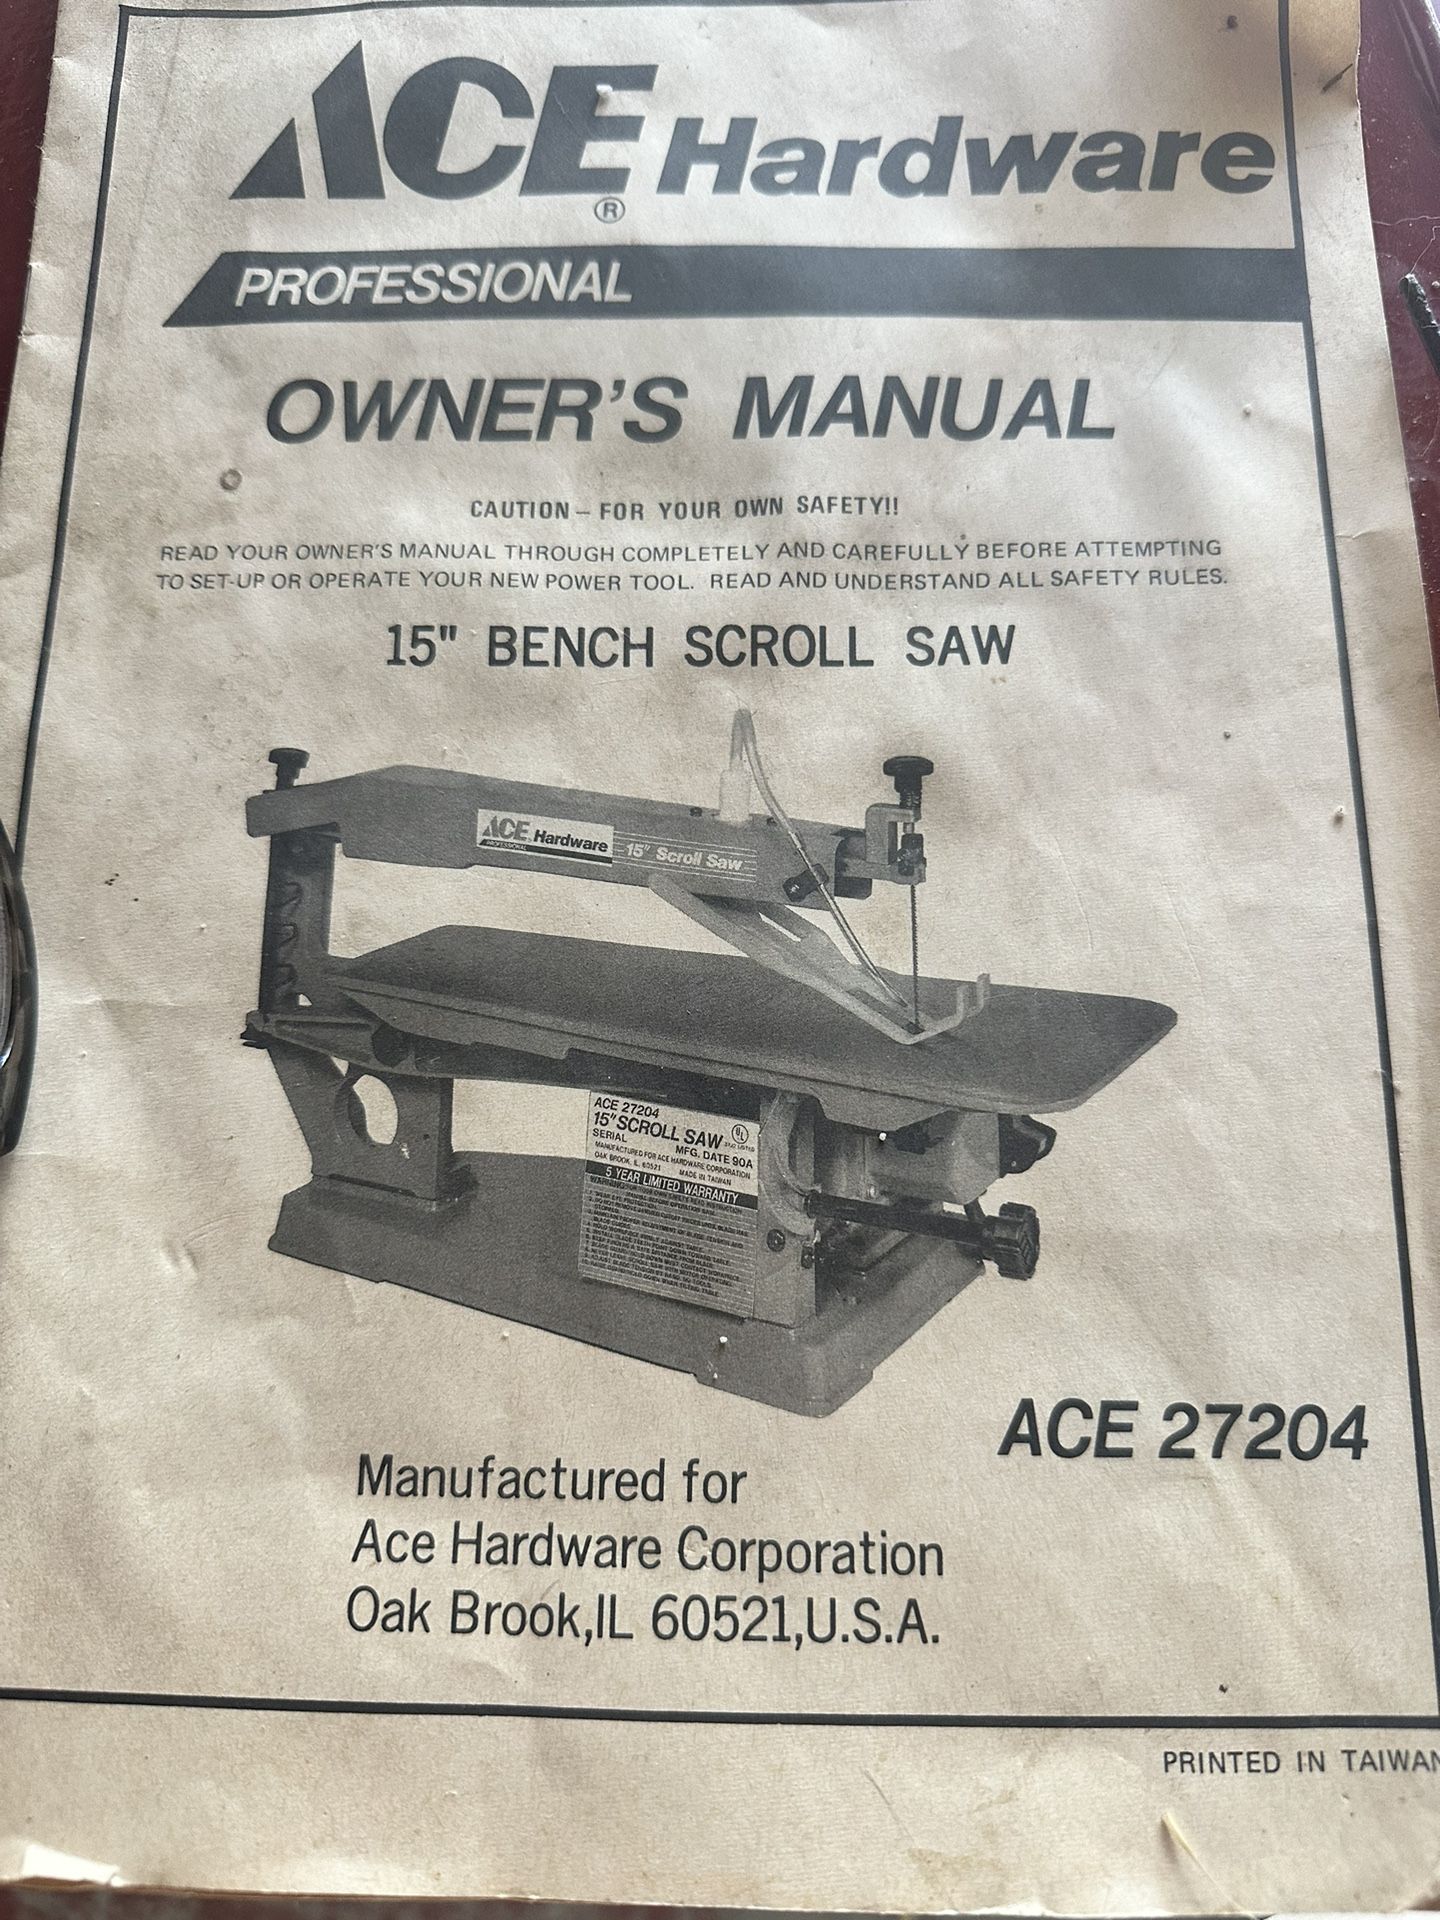 ACE Hardware
®
PROFESSIONAL
OWNER'S MANUAL
CAUTION – FOR YOUR OWN SAFETY!!
READ YOUR OWNER'S MANUAL THROUGH COMPLETELY AND CAREFULLY BEFORE ATTEMPTING
TO SET-UP OR OPERATE YOUR NEW POWER TOOL. READ AND UNDERSTAND ALL SAFETY RULES.
15" BENCH SCROLL SAW
ACE Hardware 15" Scroll Saw
PROFESSIONAL
ACE 27204
15" SCROLL SAW
UL
SERIAL MFG. DATE 90A
MANUFACTURED FOR ACE HARDWARE CORPORATION
OAK BROOK, IL 60521 MADE IN TAIWAN
5 YEAR LIMITED WARRANTY
ACE 27204
Manufactured for
Ace Hardware Corporation
Oak Brook,IL 60521,U.S.A.
PRINTED IN TAIWAN